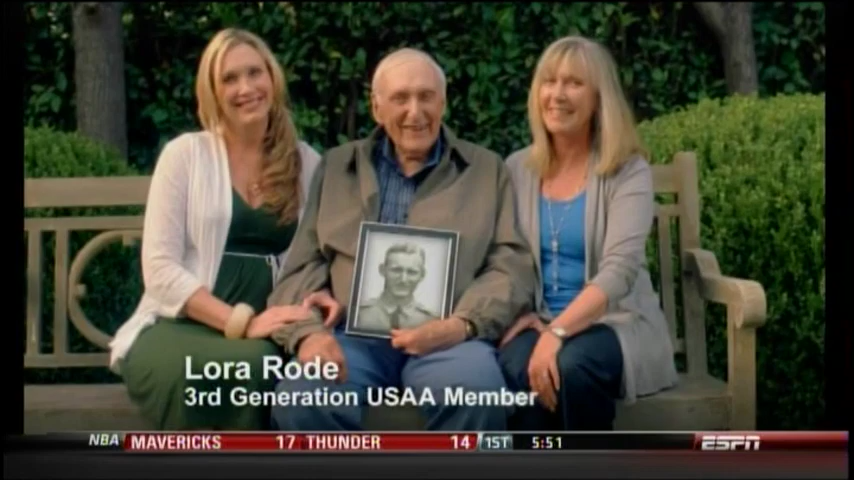 Lora Rode
3rd Generation USAA Member
NBA MAVERICKS 17 THUNDER 14 1ST 5:51 ESPN